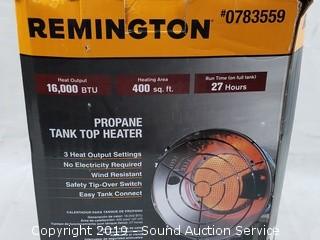 REMINGTON™ #0783559
Heat Output Heating Area Run Time (on full tank)
16,000 BTU 400 sq. ft. 27 Hours
PROPANE
TANK TOP HEATER
3 Heat Output Settings
No Electricity Required
Wind Resistant
Safety Tip-Over Switch
Easy Tank Connect
CALENTADOR PARA TANQUE DE PROPANO
Copyright 2019 - Sound Auction Service